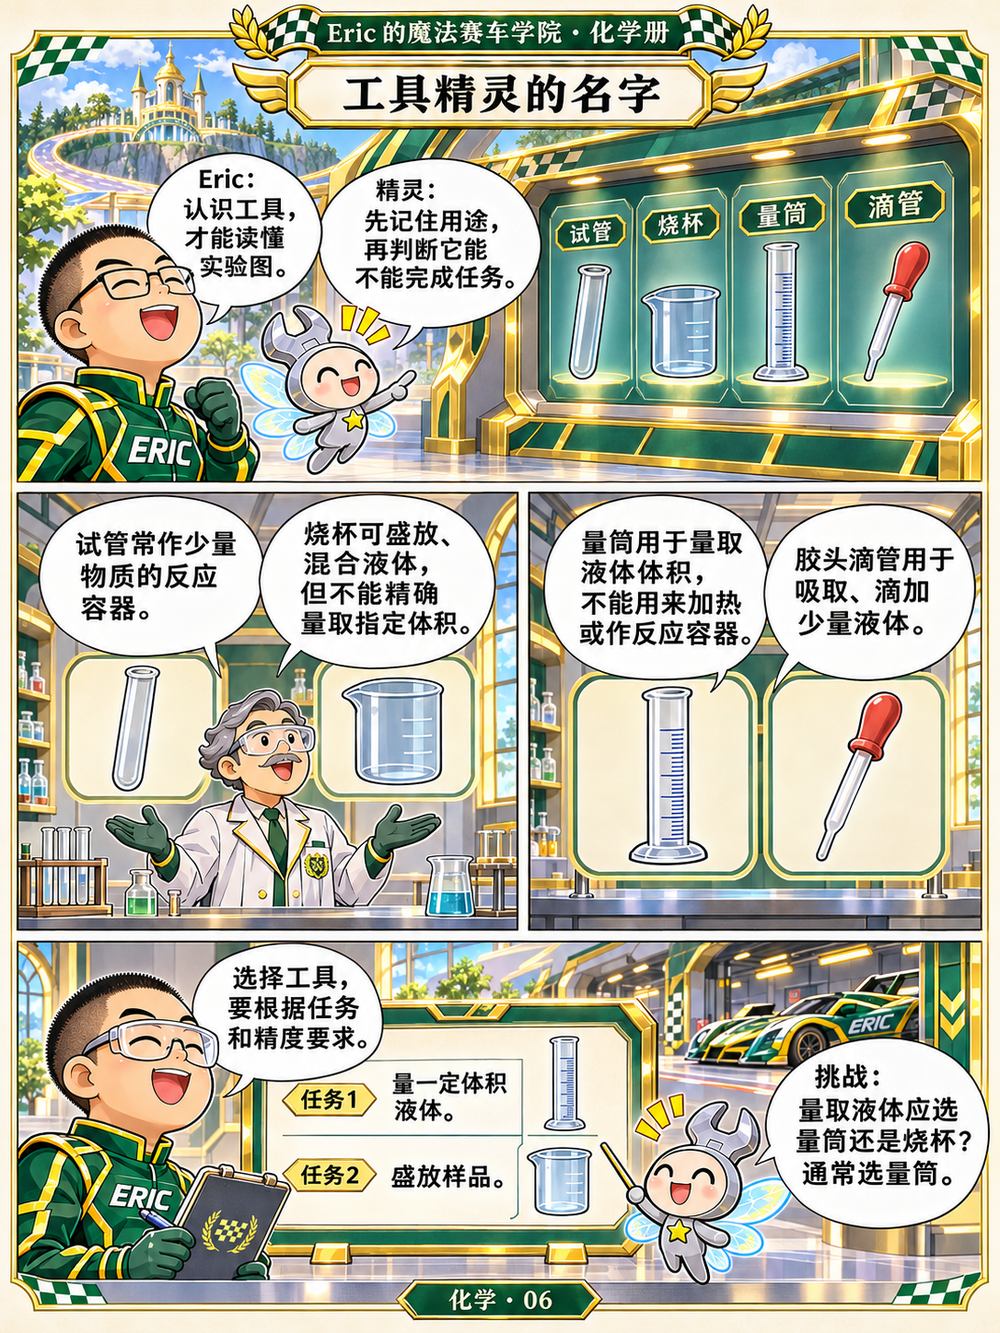 Eric 的魔法赛车学院·化学册
工具精灵的名字
Eric：
认识工具，
才能读懂
实验图。
精灵：
先记住用途，
再判断它能
不能完成任务。
试管
烧杯
量筒
滴管
ERIC
试管常作少量
物质的反应
容器。
烧杯可盛放、
混合液体，
但不能精确
量取指定体积。
量筒用于量取
液体体积，
不能用来加热
或作反应容器。
胶头滴管用于
吸取、滴加
少量液体。
选择工具，
要根据任务
和精度要求。
任务1
量一定体积
液体。
任务2
盛放样品。
ERIC
ERIC
挑战：
量取液体应选
量筒还是烧杯？
通常选量筒。
化学·06